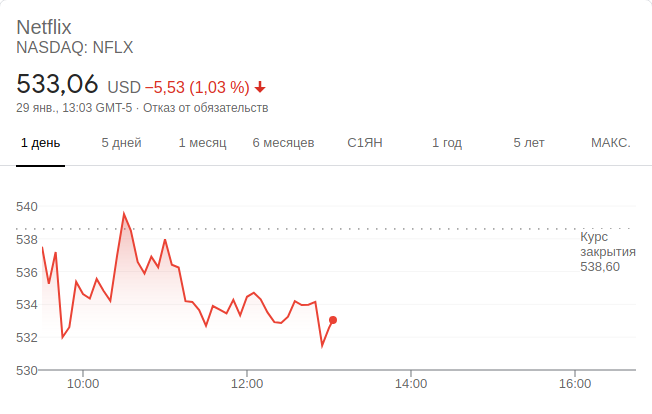 Netflix
NASDAQ: NFLX
533,06 USD −5,53 (1,03 %)
29 янв., 13:03 GMT-5 · Отказ от обязательств
1 день 5 дней 1 месяц 6 месяцев С1ЯН 1 год 5 лет МАКС.
540
538
536
534
532
530
Курс
закрытия
538,60
10:00 12:00 14:00 16:00